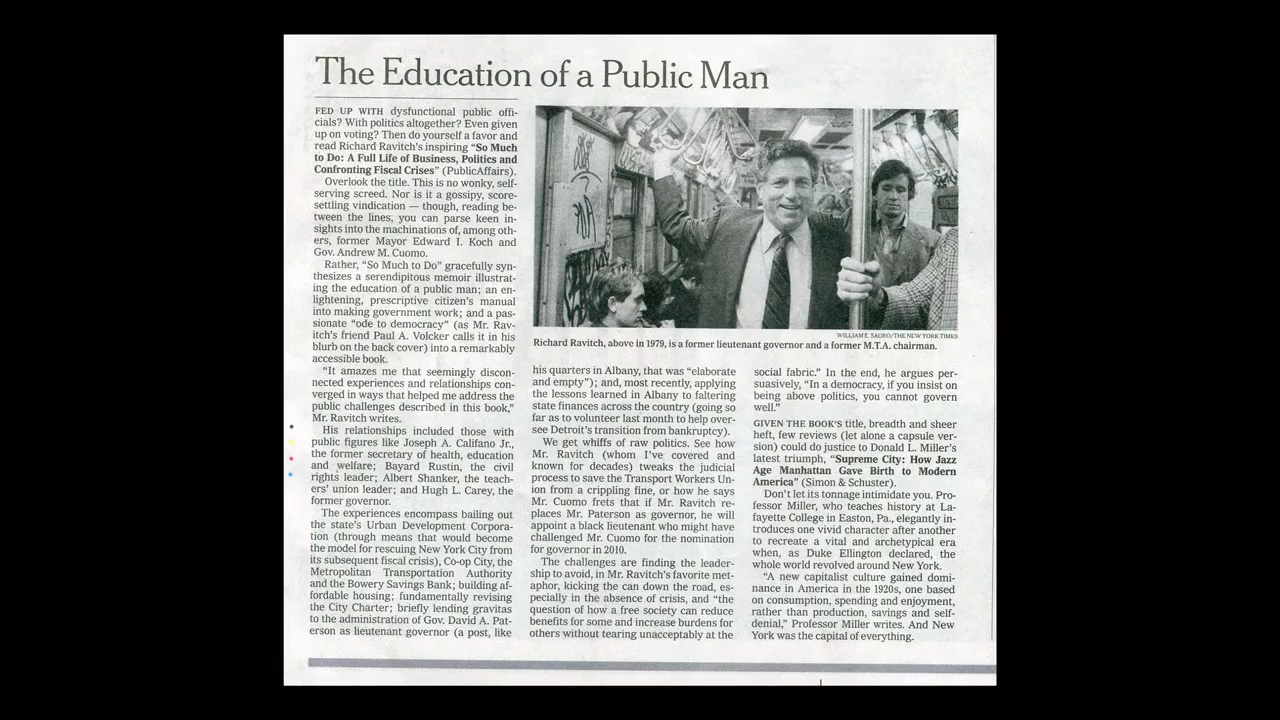 The Education of a Public Man
FED UP WITH dysfunctional public offi-
cials? With politics altogether? Even given
up on voting? Then do yourself a favor and
read Richard Ravitch's inspiring “So Much
to Do: A Full Life of Business, Politics and
Confronting Fiscal Crises” (PublicAffairs).
Overlook the title. This is no wonky, self-
serving screed. Nor is it a gossipy, score-
settling vindication — though, reading be-
tween the lines, you can parse keen in-
sights into the machinations of, among oth-
ers, former Mayor Edward I. Koch and
Gov. Andrew M. Cuomo.
Rather, “So Much to Do” gracefully syn-
thesizes a serendipitous memoir illustrat-
ing the education of a public man; an en-
lightening, prescriptive citizen's manual
into making government work; and a pas-
sionate “ode to democracy” (as Mr. Rav-
itch's friend Paul A. Volcker calls it in his
blurb on the back cover) into a remarkably
accessible book.
“It amazes me that seemingly discon-
nected experiences and relationships con-
verged in ways that helped me address the
public challenges described in this book,”
Mr. Ravitch writes.
His relationships included those with
public figures like Joseph A. Califano Jr.,
the former secretary of health, education
and welfare; Bayard Rustin, the civil
rights leader; Albert Shanker, the teach-
ers' union leader; and Hugh L. Carey, the
former governor.
The experiences encompass bailing out
the state's Urban Development Corpora-
tion (through means that would become
the model for rescuing New York City from
its subsequent fiscal crisis), Co-op City, the
Metropolitan Transportation Authority
and the Bowery Savings Bank; building af-
fordable housing; fundamentally revising
the City Charter; briefly lending gravitas
to the administration of Gov. David A. Pat-
erson as lieutenant governor (a post, like
WILLIAM E. SAURO/THE NEW YORK TIMES
Richard Ravitch, above in 1979, is a former lieutenant governor and a former M.T.A. chairman.
his quarters in Albany, that was “elaborate
and empty”); and, most recently, applying
the lessons learned in Albany to faltering
state finances across the country (going so
far as to volunteer last month to help over-
see Detroit's transition from bankruptcy).
We get whiffs of raw politics. See how
Mr. Ravitch (whom I've covered and
known for decades) tweaks the judicial
process to save the Transport Workers Un-
ion from a crippling fine, or how he says
Mr. Cuomo frets that if Mr. Ravitch re-
places Mr. Paterson as governor, he will
appoint a black lieutenant who might have
challenged Mr. Cuomo for the nomination
for governor in 2010.
The challenges are finding the leader-
ship to avoid, in Mr. Ravitch's favorite met-
aphor, kicking the can down the road, es-
pecially in the absence of crisis, and “the
question of how a free society can reduce
benefits for some and increase burdens for
others without tearing unacceptably at the
social fabric.” In the end, he argues per-
suasively, “In a democracy, if you insist on
being above politics, you cannot govern
well.”
GIVEN THE BOOK'S title, breadth and sheer
heft, few reviews (let alone a capsule ver-
sion) could do justice to Donald L. Miller's
latest triumph, “Supreme City: How Jazz
Age Manhattan Gave Birth to Modern
America” (Simon & Schuster).
Don't let its tonnage intimidate you. Pro-
fessor Miller, who teaches history at La-
fayette College in Easton, Pa., elegantly in-
troduces one vivid character after another
to recreate a vital and archetypical era
when, as Duke Ellington declared, the
whole world revolved around New York.
“A new capitalist culture gained domi-
nance in America in the 1920s, one based
on consumption, spending and enjoyment,
rather than production, savings and self-
denial,” Professor Miller writes. And New
York was the capital of everything.